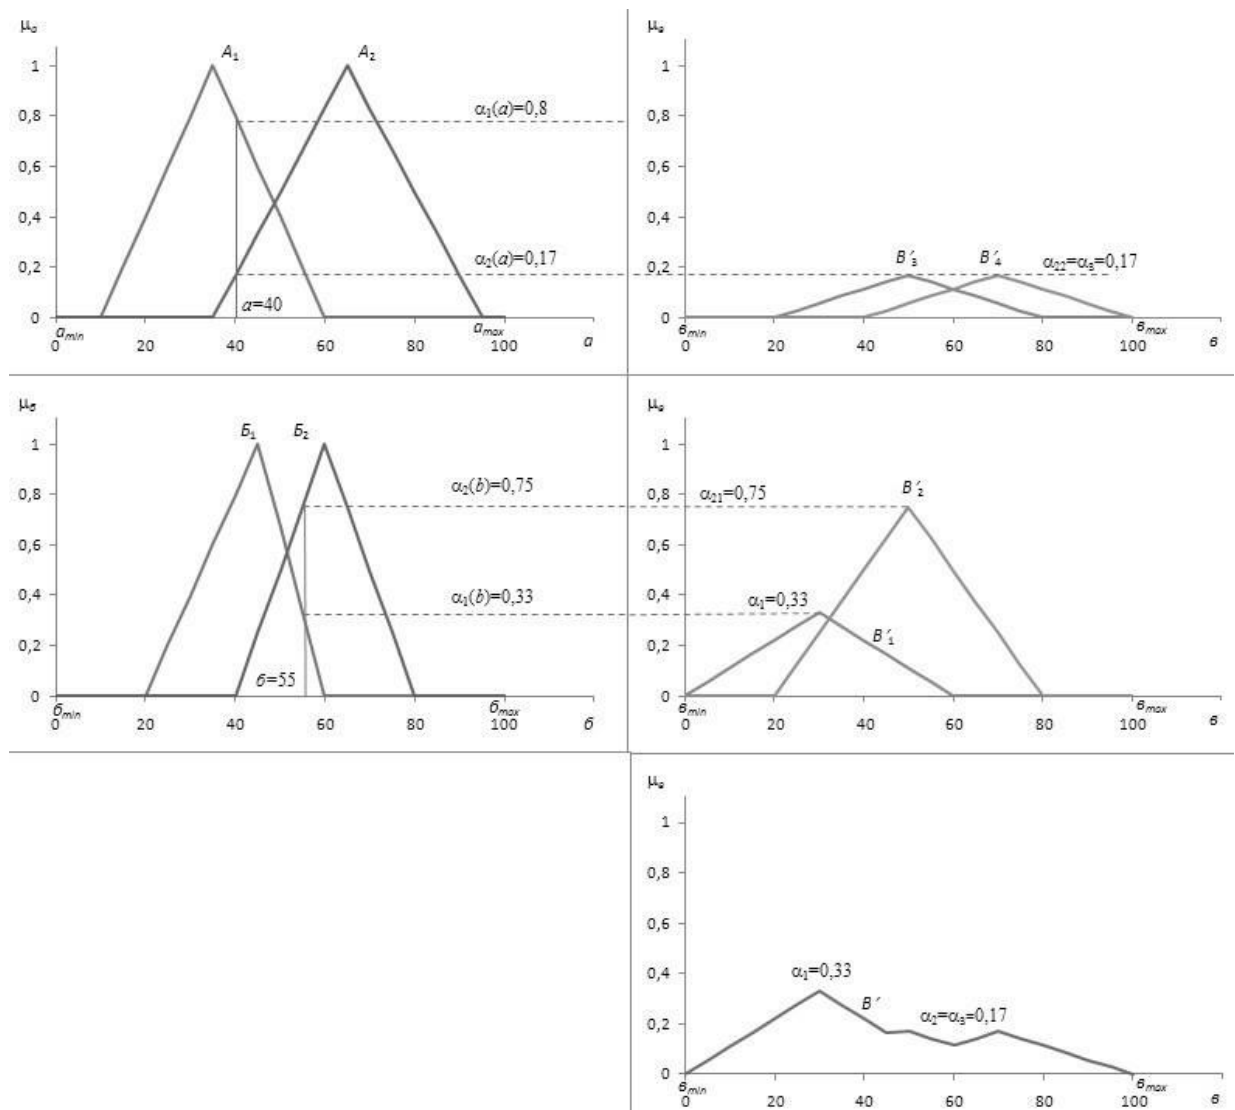 μа
А1 А2
1
α1(a)=0,8
0,8
0,6
0,4
α2(a)=0,17
0,2
a=40
0
аmin аmax
0 20 40 60 80 100 а
μв
1
0,8
0,6
0,4
В′3 В′4
α22=α3=0,17
0,2
0
вmin вmax
0 20 40 60 80 100 в
μб
Б1 Б2
1
α2(b)=0,75
0,8
0,6
α1(b)=0,33
0,4
0,2
б=55
0
бmin бmax
0 20 40 60 80 100 б
μв
1
В′2
α21=0,75
0,8
0,6
α1=0,33
0,4
В′1
0,2
0
вmin вmax
0 20 40 60 80 100 в
μв
1
0,8
0,6
α1=0,33
0,4
В′
α2=α3=0,17
0,2
0
вmin вmax
0 20 40 60 80 100 в